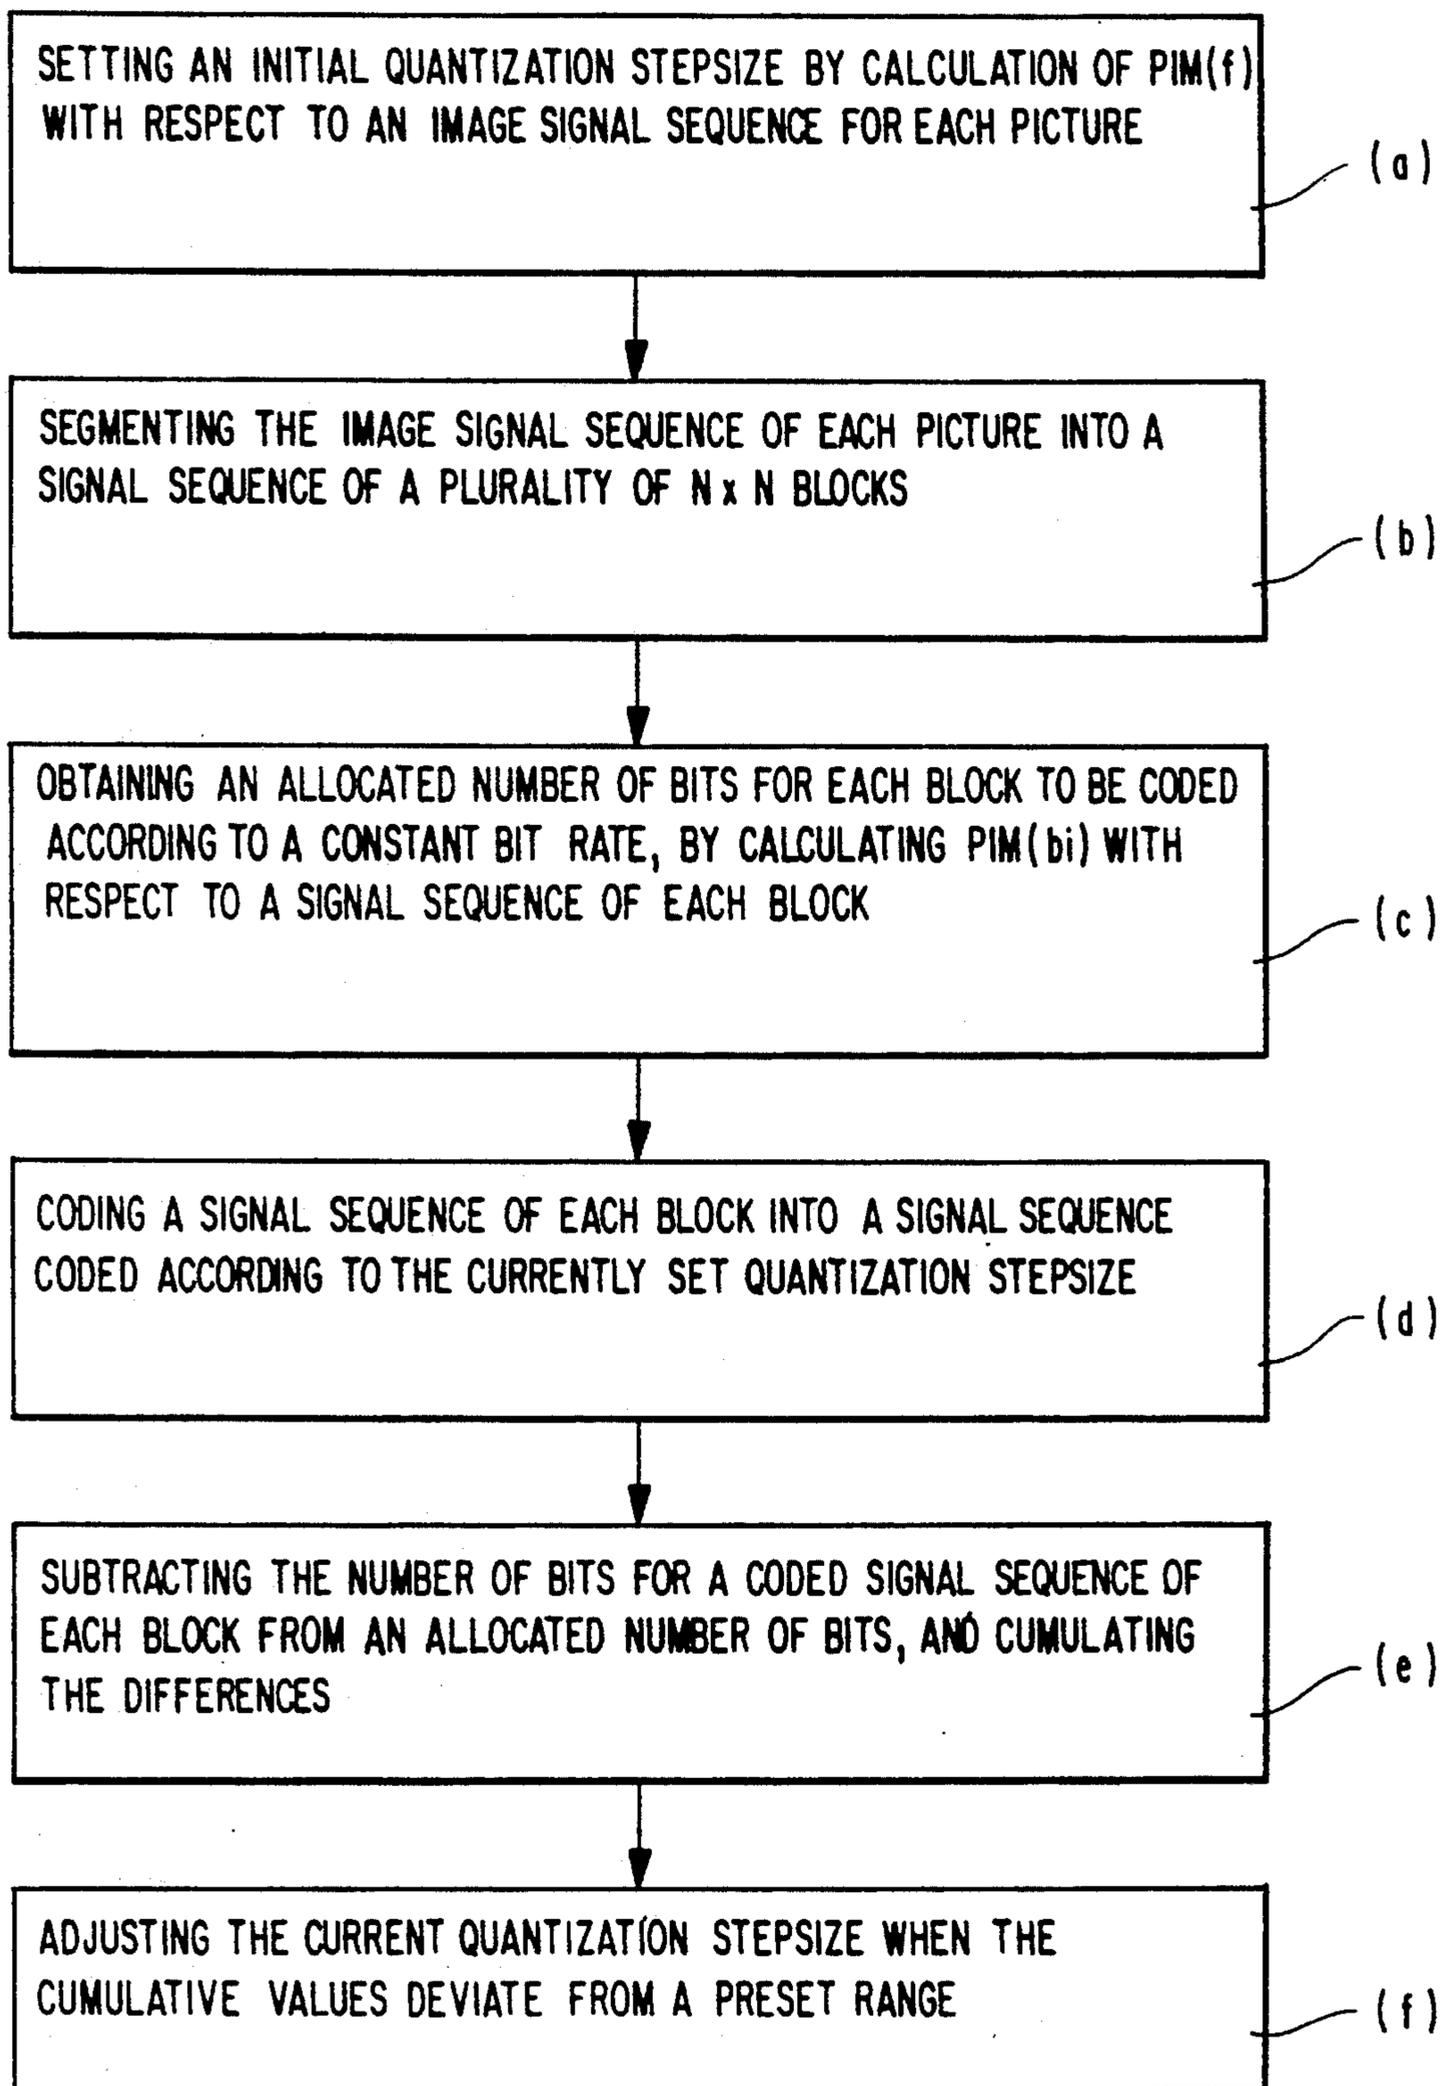 SETTING AN INITIAL QUANTIZATION STEPSIZE BY CALCULATION OF PIM(f)
WITH RESPECT TO AN IMAGE SIGNAL SEQUENCE FOR EACH PICTURE
(a)
SEGMENTING THE IMAGE SIGNAL SEQUENCE OF EACH PICTURE INTO A
SIGNAL SEQUENCE OF A PLURALITY OF N x N BLOCKS
(b)
OBTAINING AN ALLOCATED NUMBER OF BITS FOR EACH BLOCK TO BE CODED
ACCORDING TO A CONSTANT BIT RATE, BY CALCULATING PIM(bi) WITH
RESPECT TO A SIGNAL SEQUENCE OF EACH BLOCK
(c)
CODING A SIGNAL SEQUENCE OF EACH BLOCK INTO A SIGNAL SEQUENCE
CODED ACCORDING TO THE CURRENTLY SET QUANTIZATION STEPSIZE
(d)
SUBTRACTING THE NUMBER OF BITS FOR A CODED SIGNAL SEQUENCE OF
EACH BLOCK FROM AN ALLOCATED NUMBER OF BITS, AND CUMULATING
THE DIFFERENCES
(e)
ADJUSTING THE CURRENT QUANTIZATION STEPSIZE WHEN THE
CUMULATIVE VALUES DEVIATE FROM A PRESET RANGE
(f)